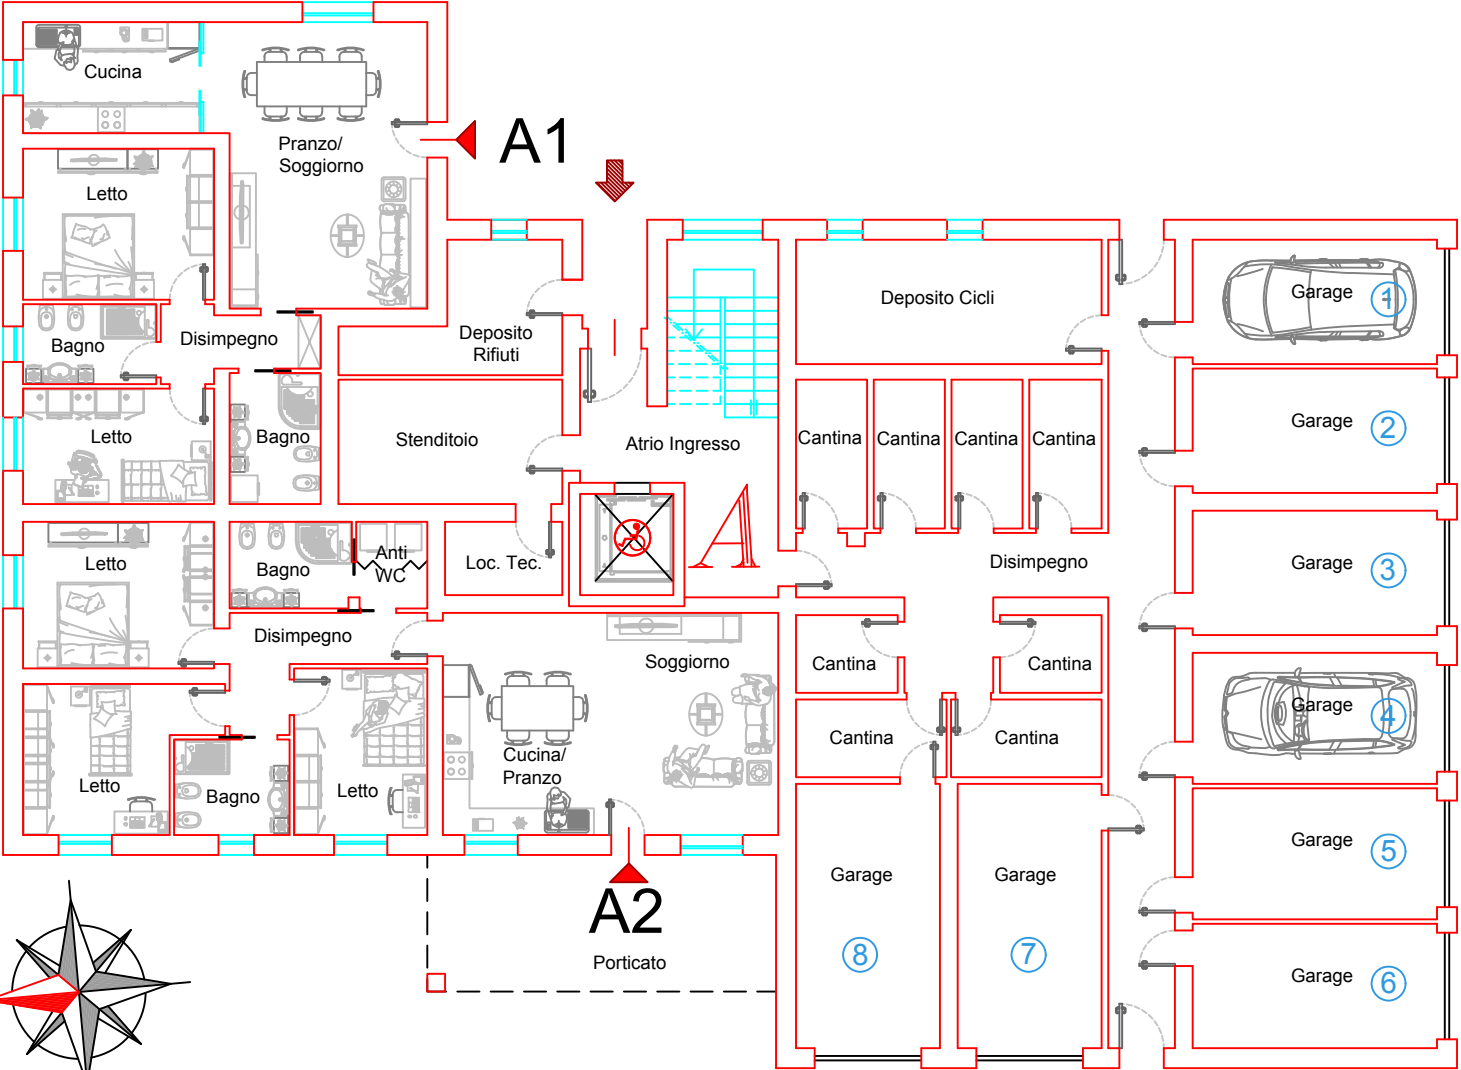 Cucina
A1
Pranzo/
Soggiorno
Letto
Deposito Cicli
Garage
1
Bagno
Disimpegno
Deposito
Rifiuti
Garage
2
Letto
Bagno
Stenditoio
Atrio Ingresso
Cantina
Cantina
Cantina
Cantina
A
Letto
Bagno
Anti
WC
Loc. Tec.
Disimpegno
Garage
3
Disimpegno
Soggiorno
Cantina
Cantina
Garage
4
Cucina/
Pranzo
Cantina
Cantina
Letto
Bagno
Letto
Garage
5
Garage
Garage
A2
8
7
Porticato
Garage
6